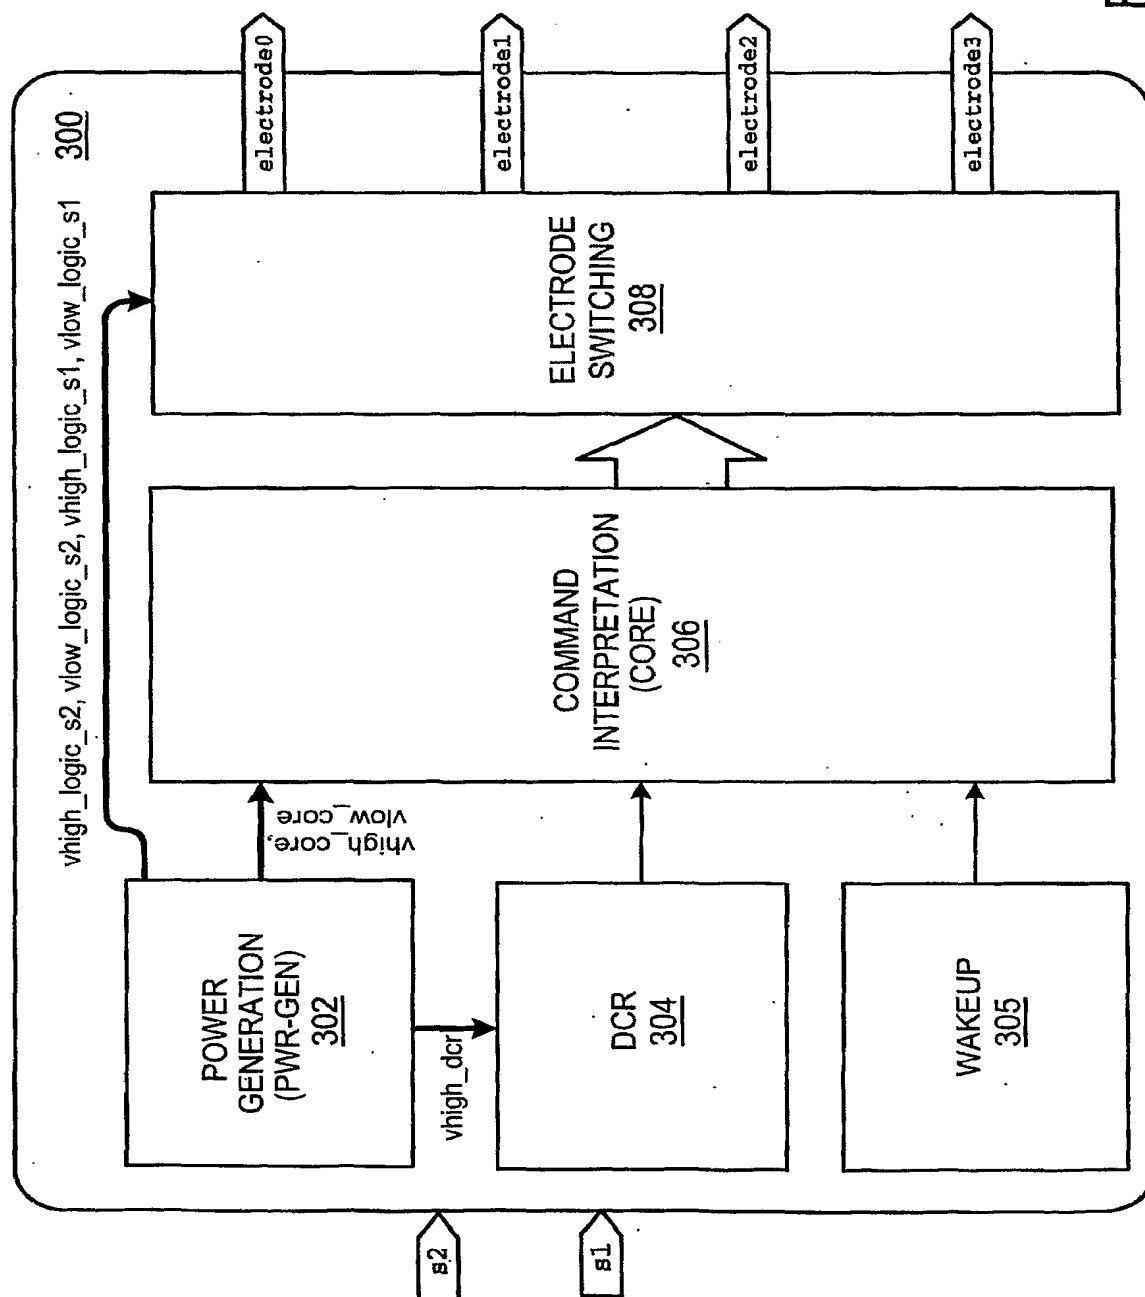 300
vhigh_logic_s2, vlow_logic_s2, vhigh_logic_s1, vlow_logic_s1
s2
s1
POWER
GENERATION
(PWR-GEN)
302
vhigh_core,
vlow_core
vhigh_dcr
DCR
304
WAKEUP
305
COMMAND
INTERPRETATION
(CORE)
306
ELECTRODE
SWITCHING
308
electrode0
electrode1
electrode2
electrode3